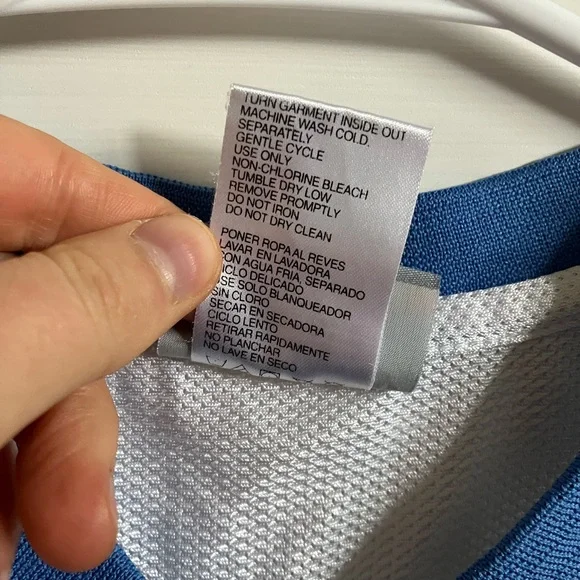 TURN GARMENT INSIDE OUT
MACHINE WASH COLD.
SEPARATELY
GENTLE CYCLE
USE ONLY
NON-CHLORINE BLEACH
TUMBLE DRY LOW
REMOVE PROMPTLY
DO NOT IRON
DO NOT DRY CLEAN
PONER ROPA AL REVES
LAVAR EN LAVADORA
CON AGUA FRIA, SEPARADO
CICLO DELICADO
USE SOLO BLANQUEADOR
SIN CLORO
SECAR EN SECADORA
CICLO LENTO
RETIRAR RAPIDAMENTE
NO PLANCHAR
NO LAVE EN SECO